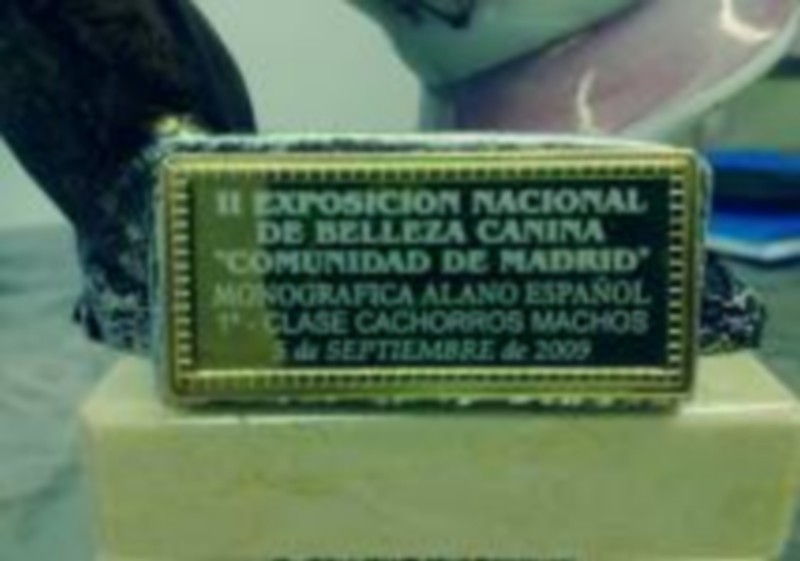 II EXPOSICION NACIONAL
DE BELLEZA CANINA
"COMUNIDAD DE MADRID"
MONOGRAFICA ALANO ESPAÑOL
1ª - CLASE CACHORROS MACHOS
de SEPTIEMBRE de 2009